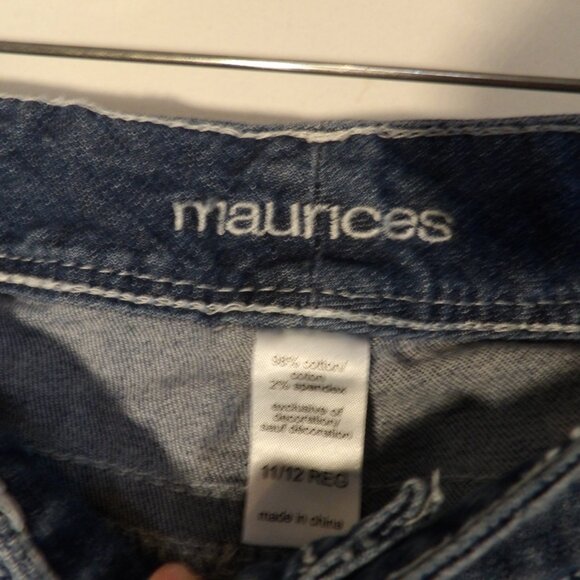 maurices
98% cotton/
coton
2% spandex
exclusive of
decoration/
sauf décoration
11/12 REG
made in china